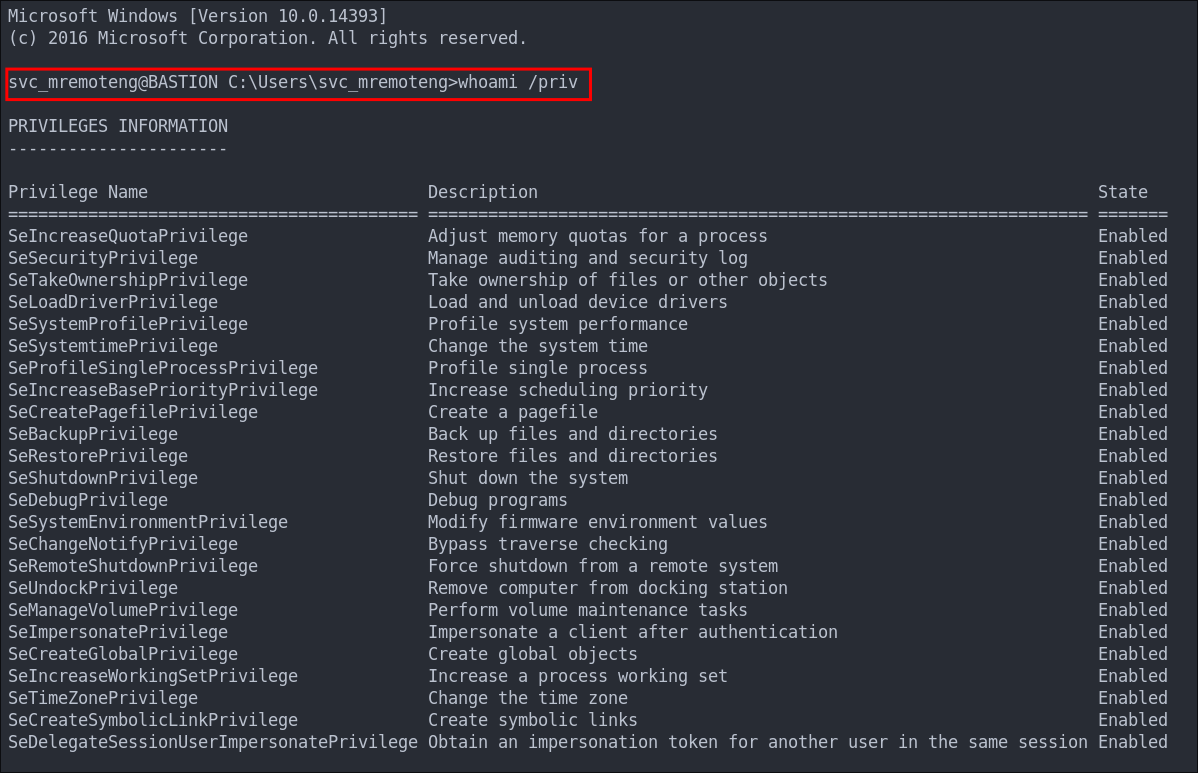 Microsoft Windows [Version 10.0.14393]
(c) 2016 Microsoft Corporation. All rights reserved.
svc_mremoteng@BASTION C:\Users\svc_mremoteng>whoami /priv
PRIVILEGES INFORMATION
----------------------
Privilege Name                            Description                                                        State
========================================= ================================================================== =======
SeIncreaseQuotaPrivilege                  Adjust memory quotas for a process                                 Enabled
SeSecurityPrivilege                       Manage auditing and security log                                   Enabled
SeTakeOwnershipPrivilege                  Take ownership of files or other objects                           Enabled
SeLoadDriverPrivilege                     Load and unload device drivers                                     Enabled
SeSystemProfilePrivilege                  Profile system performance                                         Enabled
SeSystemtimePrivilege                     Change the system time                                             Enabled
SeProfileSingleProcessPrivilege           Profile single process                                             Enabled
SeIncreaseBasePriorityPrivilege           Increase scheduling priority                                       Enabled
SeCreatePagefilePrivilege                 Create a pagefile                                                  Enabled
SeBackupPrivilege                         Back up files and directories                                      Enabled
SeRestorePrivilege                        Restore files and directories                                      Enabled
SeShutdownPrivilege                       Shut down the system                                               Enabled
SeDebugPrivilege                          Debug programs                                                     Enabled
SeSystemEnvironmentPrivilege              Modify firmware environment values                                 Enabled
SeChangeNotifyPrivilege                   Bypass traverse checking                                           Enabled
SeRemoteShutdownPrivilege                 Force shutdown from a remote system                                Enabled
SeUndockPrivilege                         Remove computer from docking station                               Enabled
SeManageVolumePrivilege                   Perform volume maintenance tasks                                   Enabled
SeImpersonatePrivilege                    Impersonate a client after authentication                          Enabled
SeCreateGlobalPrivilege                   Create global objects                                              Enabled
SeIncreaseWorkingSetPrivilege             Increase a process working set                                     Enabled
SeTimeZonePrivilege                       Change the time zone                                               Enabled
SeCreateSymbolicLinkPrivilege             Create symbolic links                                              Enabled
SeDelegateSessionUserImpersonatePrivilege Obtain an impersonation token for another user in the same session Enabled